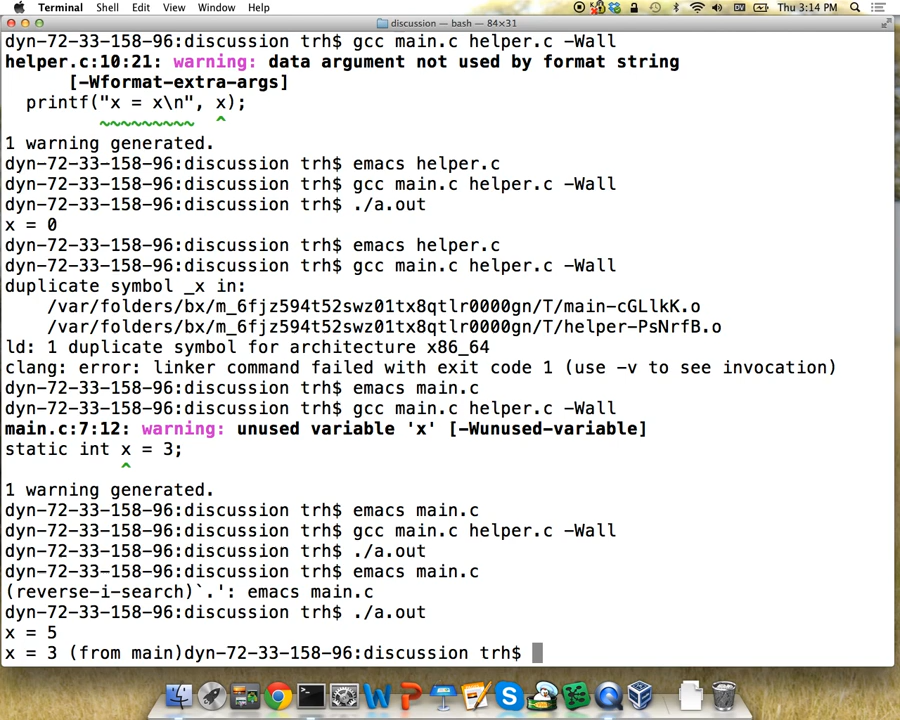 Terminal Shell Edit View Window Help Thu 3:14 PM
discussion — bash — 84×31
dyn-72-33-158-96:discussion trh$ gcc main.c helper.c -Wall
helper.c:10:21: warning: data argument not used by format string
[-Wformat-extra-args]
printf("x = x\n", x);
~~~~~~~~~ ^
1 warning generated.
dyn-72-33-158-96:discussion trh$ emacs helper.c
dyn-72-33-158-96:discussion trh$ gcc main.c helper.c -Wall
dyn-72-33-158-96:discussion trh$ ./a.out
x = 0
dyn-72-33-158-96:discussion trh$ emacs helper.c
dyn-72-33-158-96:discussion trh$ gcc main.c helper.c -Wall
duplicate symbol _x in:
/var/folders/bx/m_6fjz594t52swz01tx8qtlr0000gn/T/main-cGLlkK.o
/var/folders/bx/m_6fjz594t52swz01tx8qtlr0000gn/T/helper-PsNrfB.o
ld: 1 duplicate symbol for architecture x86_64
clang: error: linker command failed with exit code 1 (use -v to see invocation)
dyn-72-33-158-96:discussion trh$ emacs main.c
dyn-72-33-158-96:discussion trh$ gcc main.c helper.c -Wall
main.c:7:12: warning: unused variable 'x' [-Wunused-variable]
static int x = 3;
^
1 warning generated.
dyn-72-33-158-96:discussion trh$ emacs main.c
dyn-72-33-158-96:discussion trh$ gcc main.c helper.c -Wall
dyn-72-33-158-96:discussion trh$ ./a.out
dyn-72-33-158-96:discussion trh$ emacs main.c
(reverse-i-search)`.': emacs main.c
dyn-72-33-158-96:discussion trh$ ./a.out
x = 5
x = 3 (from main)dyn-72-33-158-96:discussion trh$